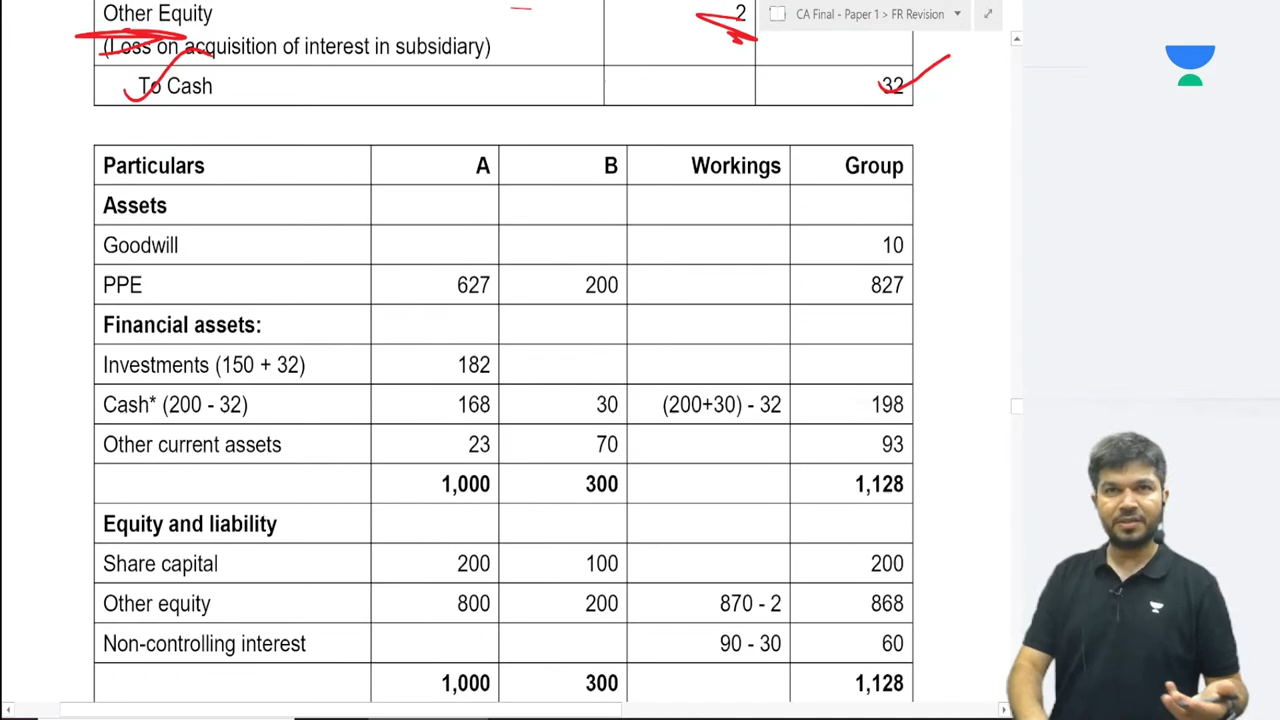 Other Equity 2
(Loss on acquisition of interest in subsidiary)
To Cash 32
CA Final - Paper 1 > FR Revision
Particulars A B Workings Group
Assets
Goodwill 10
PPE 627 200 827
Financial assets:
Investments (150 + 32) 182
Cash* (200 - 32) 168 30 (200+30) - 32 198
Other current assets 23 70 93
1,000 300 1,128
Equity and liability
Share capital 200 100 200
Other equity 800 200 870 - 2 868
Non-controlling interest 90 - 30 60
1,000 300 1,128